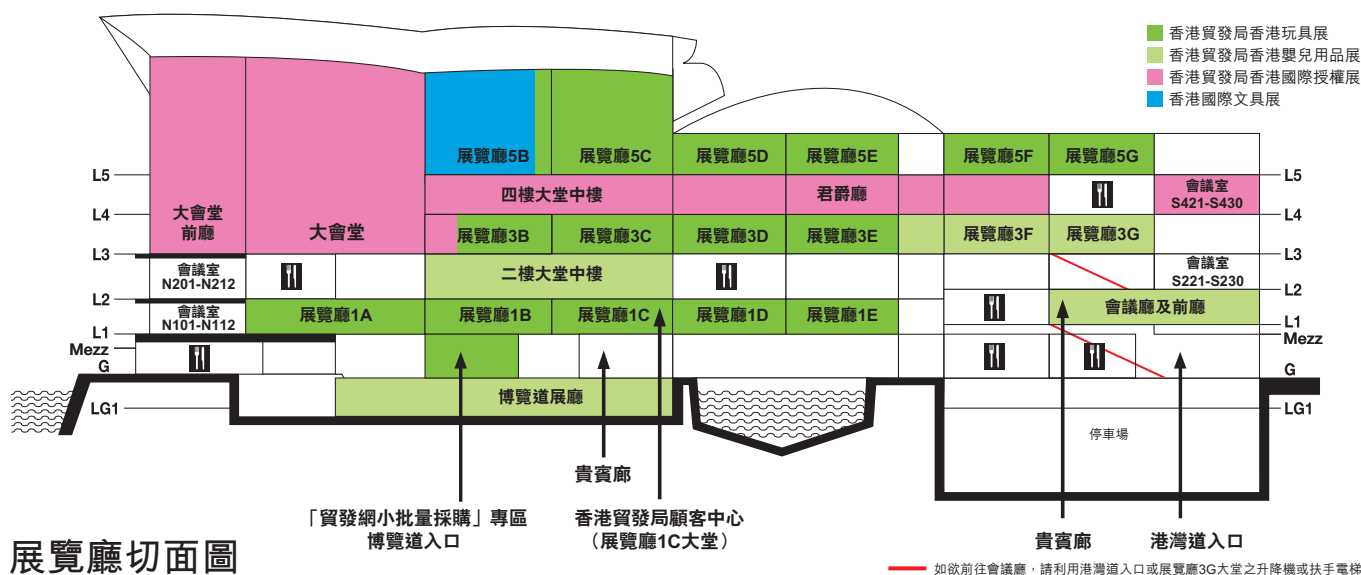 香港貿發局香港玩具展
香港貿發局香港嬰兒用品展
香港貿發局香港國際授權展
香港國際文具展
展覽廳5B
展覽廳5C
展覽廳5D
展覽廳5E
展覽廳5F
展覽廳5G
L5
L5
四樓大堂中樓
君爵廳
會議室
S421-S430
大會堂
前廳
大會堂
L4
L4
展覽廳3B
展覽廳3C
展覽廳3D
展覽廳3E
展覽廳3F
展覽廳3G
L3
L3
會議室
N201-N212
二樓大堂中樓
會議室
S221-S230
L2
L2
會議室
N101-N112
展覽廳1A
展覽廳1B
展覽廳1C
展覽廳1D
展覽廳1E
會議廳及前廳
L1
L1
Mezz
Mezz
G
G
博覽道展廳
LG1
LG1
停車場
貴賓廊
「貿發網小批量採購」專區
博覽道入口
香港貿發局顧客中心
（展覽廳1C大堂）
貴賓廊
港灣道入口
展覽廳切面圖
如欲前往會議廳，請利用港灣道入口或展覽廳3G大堂之升降機或扶手電梯